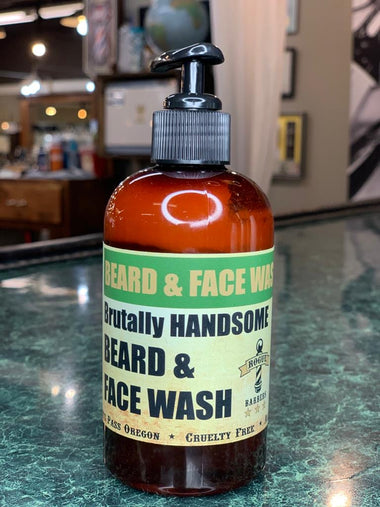 BEARD & FACE WAS
Brutally HANDSOME
BEARD &
FACE WASH
ROGUE
BARBERS
PASS OREGON ★ CRUELTY FREE ★